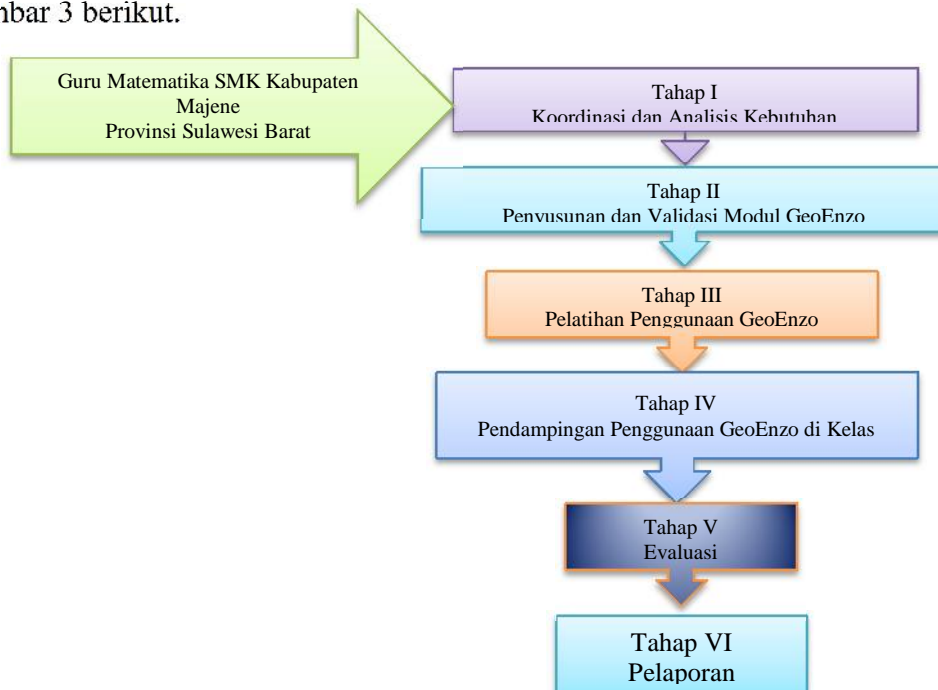 mbar 3 berikut.
Guru Matematika SMK Kabupaten
Majene
Provinsi Sulawesi Barat
Tahap I
Koordinasi dan Analisis Kebutuhan
Tahap II
Penyusunan dan Validasi Modul GeoEnzo
Tahap III
Pelatihan Penggunaan GeoEnzo
Tahap IV
Pendampingan Penggunaan GeoEnzo di Kelas
Tahap V
Evaluasi
Tahap VI
Pelaporan